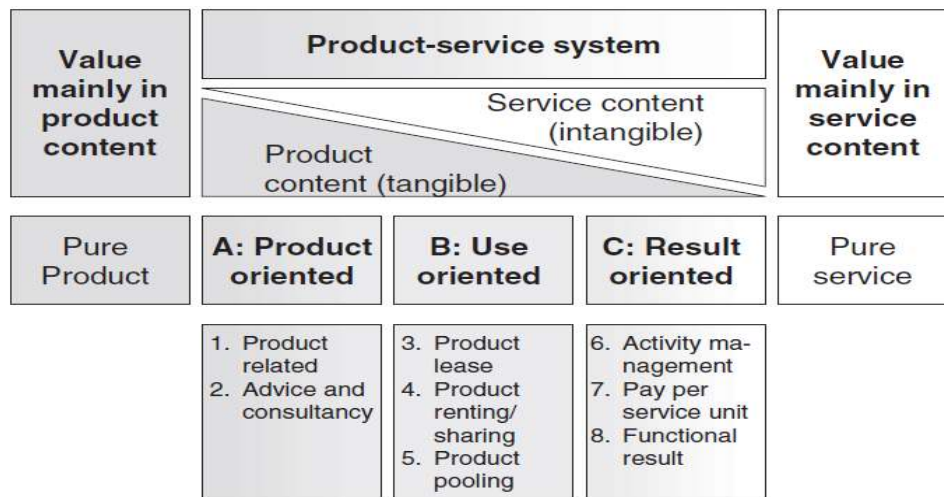 Value
mainly in
product
content
Product-service system
Service content
(intangible)
Product
content (tangible)
Value
mainly in
service
content
Pure
Product
A: Product
oriented
B: Use
oriented
C: Result
oriented
Pure
service
1. Product
related
2. Advice and
consultancy
3. Product
lease
4. Product
renting/
sharing
5. Product
pooling
6. Activity ma-
nagement
7. Pay per
service unit
8. Functional
result